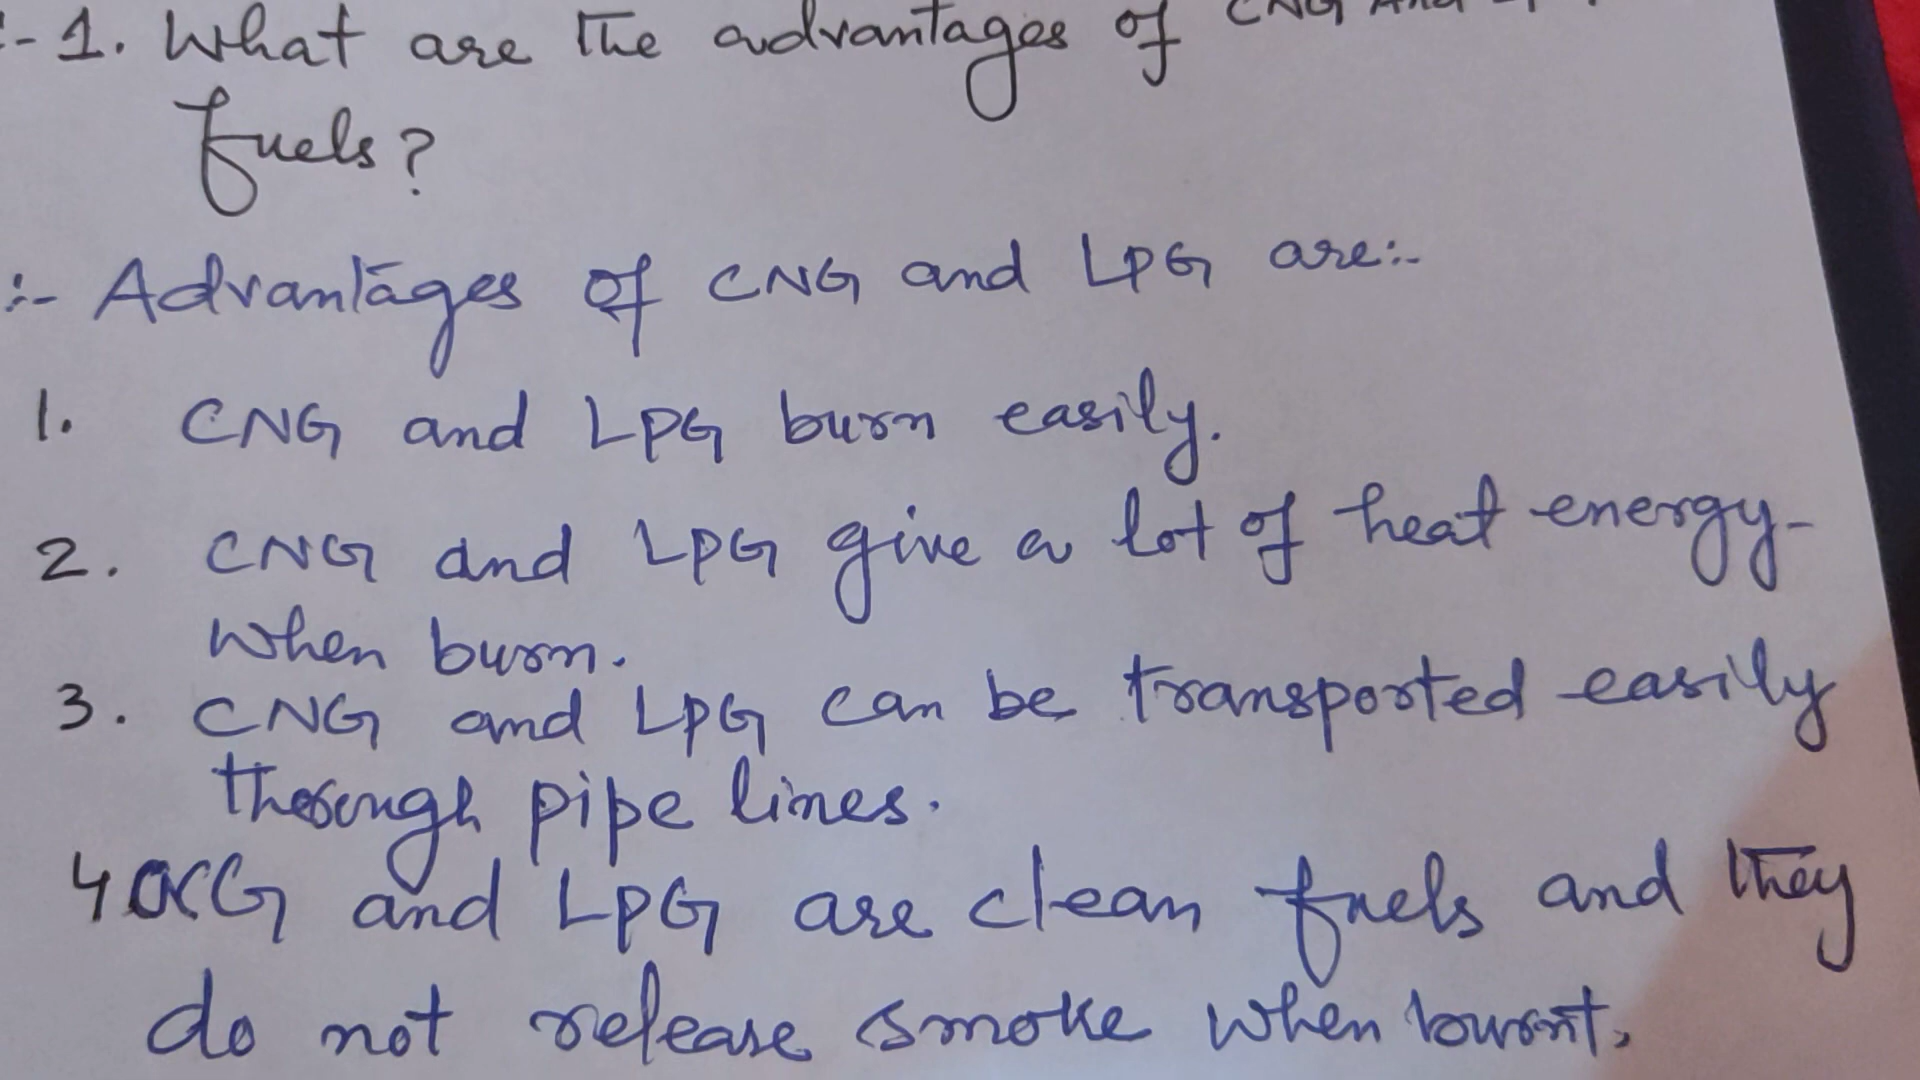 :- 1. What are the advantages of CNG and
fuels?
:- Advantages of CNG and LPG are:-
1. CNG and LPG burn easily.
2. CNG and LPG give a lot of heat energy-
when burn.
3. CNG and LPG can be transported easily
through pipe lines.
4 and LPG are clean fuels and they
do not release smoke when burnt.